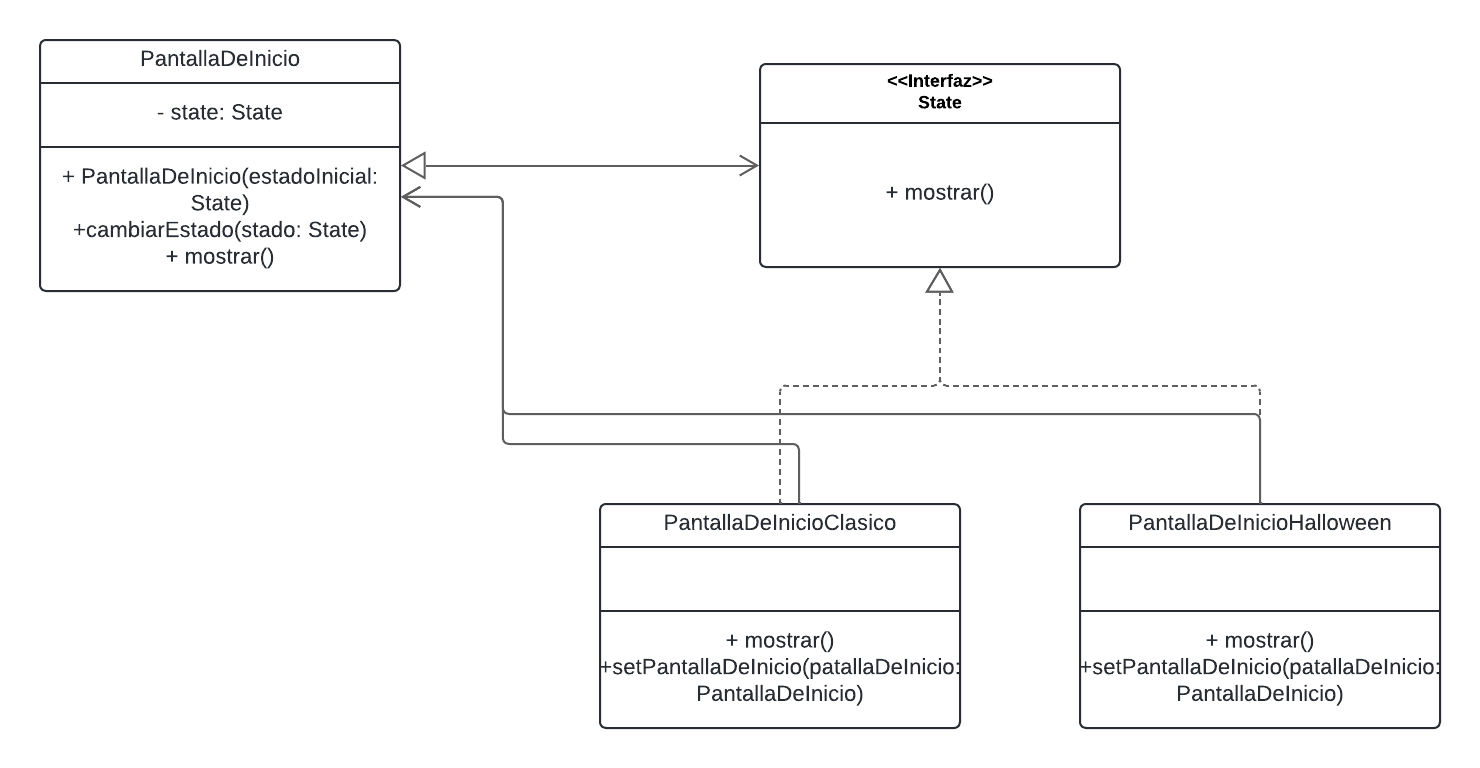 PantallaDeInicio
- state: State
+ PantallaDeInicio(estadoInicial:
State)
+cambiarEstado(stado: State)
+ mostrar()
<<Interfaz>>
State
+ mostrar()
PantallaDeInicioClasico
+ mostrar()
+setPantallaDeInicio(patallaDeInicio:
PantallaDeInicio)
PantallaDeInicioHalloween
+ mostrar()
+setPantallaDeInicio(patallaDeInicio:
PantallaDeInicio)